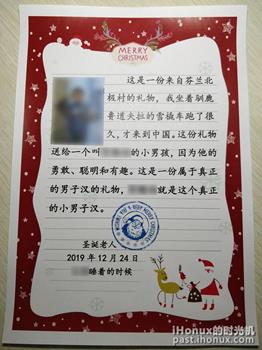 MERRY
CHRISTMAS
这是一份来自芬兰北
极村的礼物，我坐着驯鹿
鲁道夫拉的雪橇车跑了很
久，才来到中国。这份礼物
送给一个叫的小男孩，因为他的
勇敢、聪明和有趣。这是一份属于真正
的男子汉的礼物，就是这个真正
的小男子汉。
圣诞老人
2019 年 12 月 24 日
睡着的时候
iHonux的时光机
past.ihonux.com